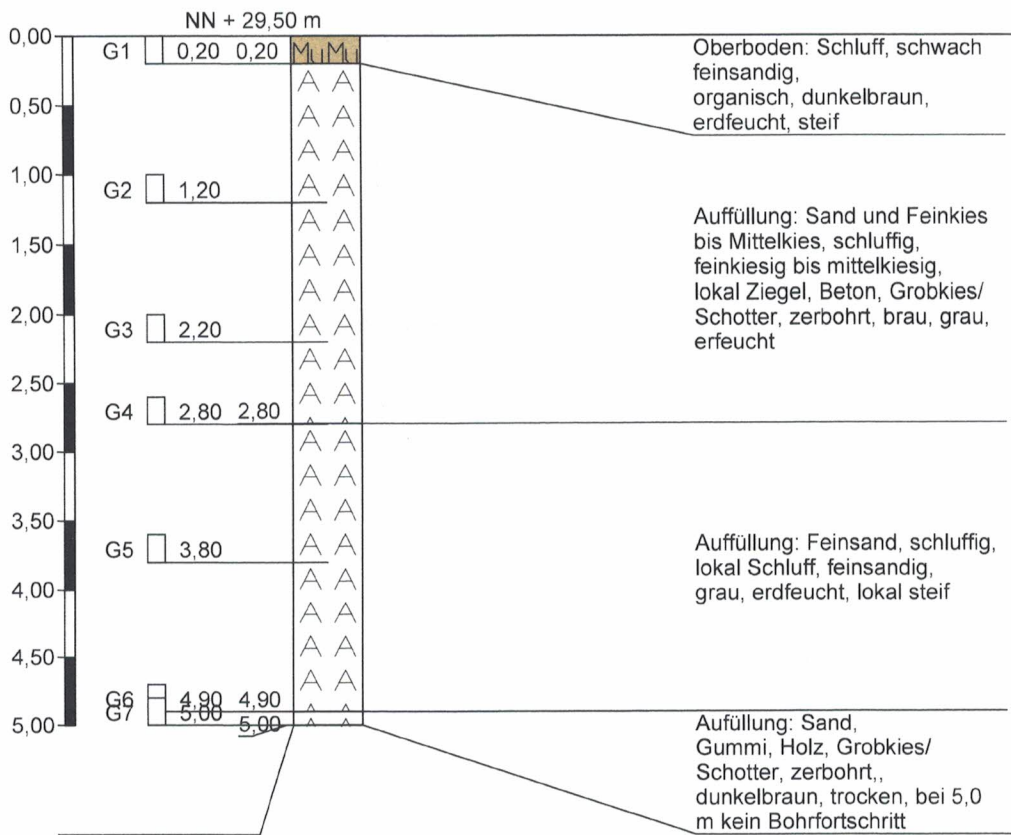 NN + 29,50 m
0,00
G1 0,20 0,20 Mu Mu
Oberboden: Schluff, schwach
feinsandig,
organisch, dunkelbraun,
erdfeucht, steif
A A
0,50
A A
A A
1,00
A A
G2 1,20
A A
Auffüllung: Sand und Feinkies
bis Mittelkies, schluffig,
feinkiesig bis mittelkiesig,
lokal Ziegel, Beton, Grobkies/
Schotter, zerbohrt, brau, grau,
erfeucht
1,50
A A
A A
2,00
A A
G3 2,20
A A
2,50
A A
G4 2,80 2,80
A A
A A
3,00
A A
3,50
A A
G5 3,80
Auffüllung: Feinsand, schluffig,
lokal Schluff, feinsandig,
grau, erdfeucht, lokal steif
A A
4,00
A A
A A
4,50
A A
G6 4,90 4,90
G7 5,00 5,00
A A
5,00
Aufüllung: Sand,
Gummi, Holz, Grobkies/
Schotter, zerbohrt,,
dunkelbraun, trocken, bei 5,0
m kein Bohrfortschritt